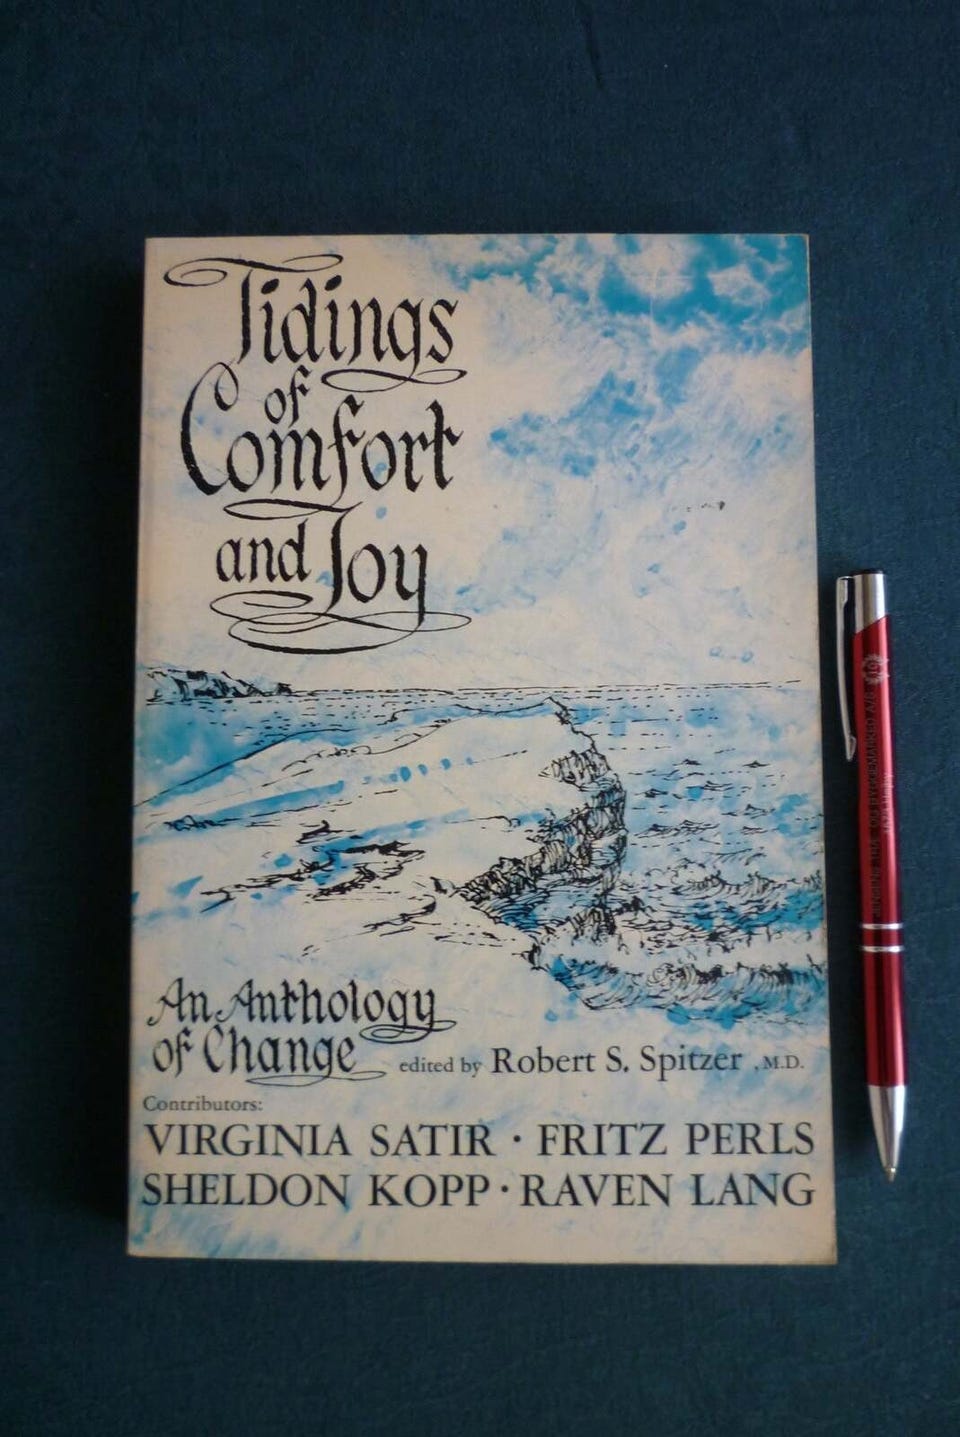 Tidings
of
Comfort
and Joy
An Anthology
of Change
edited by Robert S. Spitzer, M.D.
Contributors:
VIRGINIA SATIR · FRITZ PERLS
SHELDON KOPP · RAVEN LANG